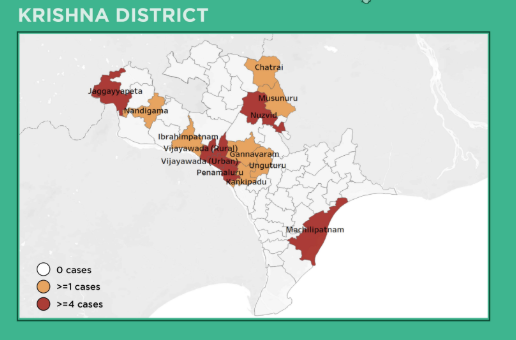 KRISHNA DISTRICT
Chatrai
Jaggayyapeta
Musunuru
Nandigama
Nuzvid
Ibrahimpatnam
Vijayawada (Rural)
Gannavaram
Vijayawada (Urban)
Unguturu
Penamaluru
Kankipadu
Machilipatnam
0 cases
>=1 cases
>=4 cases